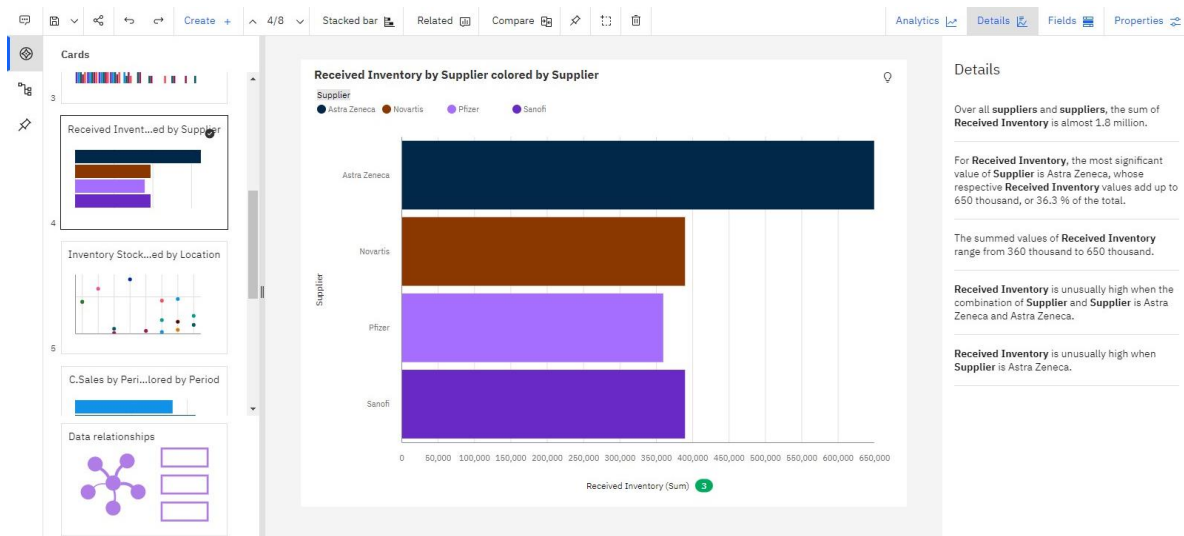 Create + 4/8 Stacked bar Related Compare Analytics Details Fields Properties
Cards
3
Received Invent...ed by Supplier
4
Inventory Stock...ed by Location
5
C.Sales by Peri...lored by Period
Data relationships
Received Inventory by Supplier colored by Supplier
Supplier
Astra Zeneca Novartis Pfizer Sanofi
Supplier
Astra Zeneca
Novartis
Pfizer
Sanofi
0 50,000 100,000 150,000 200,000 250,000 300,000 350,000 400,000 450,000 500,000 550,000 600,000 650,000
Received Inventory (Sum) 3
Details
Over all suppliers and suppliers, the sum of
Received Inventory is almost 1.8 million.
For Received Inventory, the most significant
value of Supplier is Astra Zeneca, whose
respective Received Inventory values add up to
650 thousand, or 36.3 % of the total.
The summed values of Received Inventory
range from 360 thousand to 650 thousand.
Received Inventory is unusually high when the
combination of Supplier and Supplier is Astra
Zeneca and Astra Zeneca.
Received Inventory is unusually high when
Supplier is Astra Zeneca.